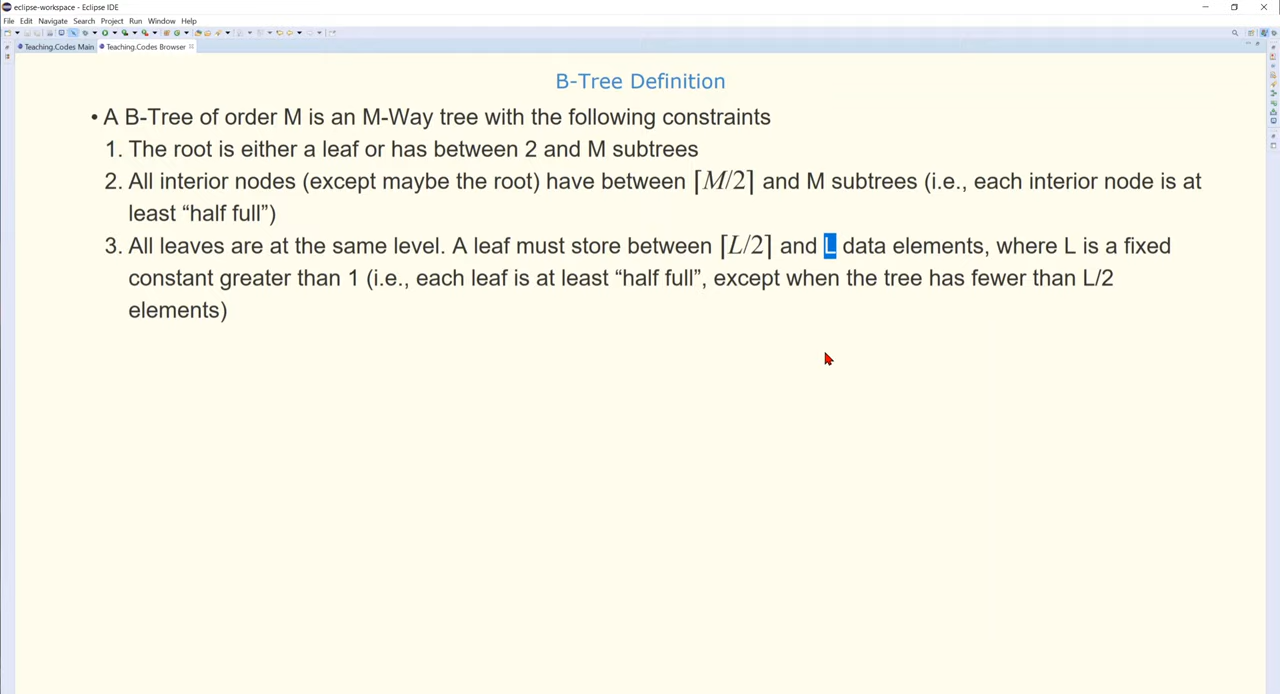 eclipse-workspace - Eclipse IDE
File Edit Navigate Search Project Run Window Help
Teaching.Codes Main Teaching.Codes Browser
B-Tree Definition
• A B-Tree of order M is an M-Way tree with the following constraints
1. The root is either a leaf or has between 2 and M subtrees
2. All interior nodes (except maybe the root) have between ⌈M/2⌉ and M subtrees (i.e., each interior node is at
least “half full”)
3. All leaves are at the same level. A leaf must store between ⌈L/2⌉ and L data elements, where L is a fixed
constant greater than 1 (i.e., each leaf is at least “half full”, except when the tree has fewer than L/2
elements)